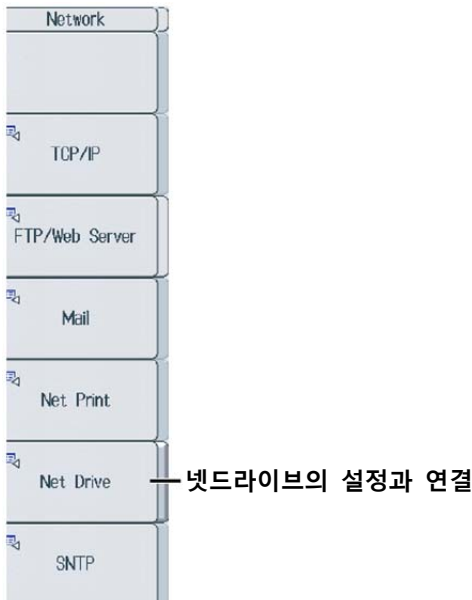 Network
TCP/IP
FTP/Web Server
Mail
Net Print
Net Drive
넷드라이브의 설정과 연결
SNTP